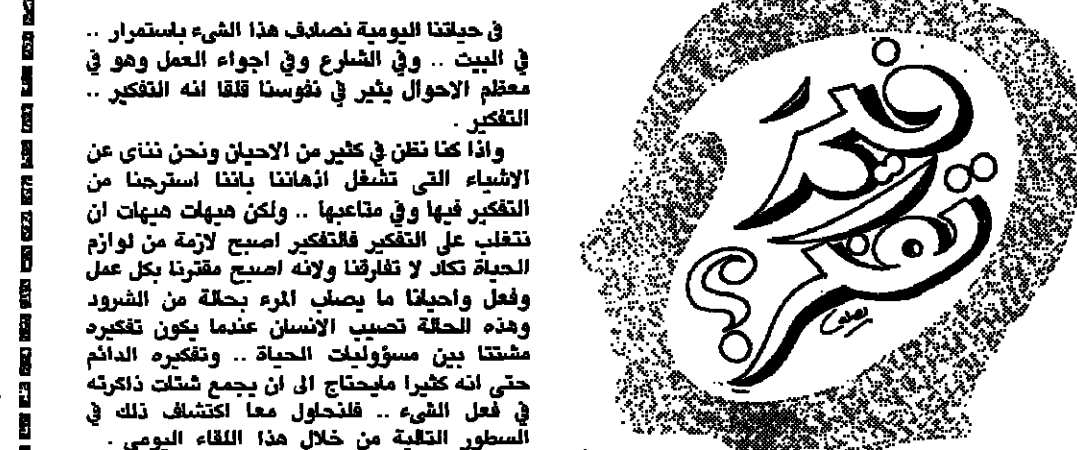 في حياتنا اليومية نصادف هذا الشيء باستمرار ..
في البيت .. وفي الشارع وفي اجواء العمل وهو في
معظم الاحوال يثير في نفوسنا قلقا انه التفكير ..
التفكير .
واذا كنا نظن في كثير من الاحيان ونحن ننأى عن
الاشياء التي تشغل اذهاننا باننا استرحنا من
التفكير فيها وفي متاعبها .. ولكن هيهات هيهات ان
نتغلب على التفكير فالتفكير اصبح لازمة من لوازم
الحياة تكاد لا تفارقنا ولانه اصبح مقترنا بكل عمل
وفعل واحيانا ما يصاب المرء بحالة من الشرود
وهذه الحالة تصيب الانسان عندما يكون تفكيره
مشتتا بين مسؤوليات الحياة .. وتفكيره الدائم
حتى انه كثيرا مايحتاج الى ان يجمع شتات ذاكرته
في فعل الشيء .. فلنحاول معا اكتشاف ذلك في
السطور التالية من خلال هذا اللقاء اليومي .